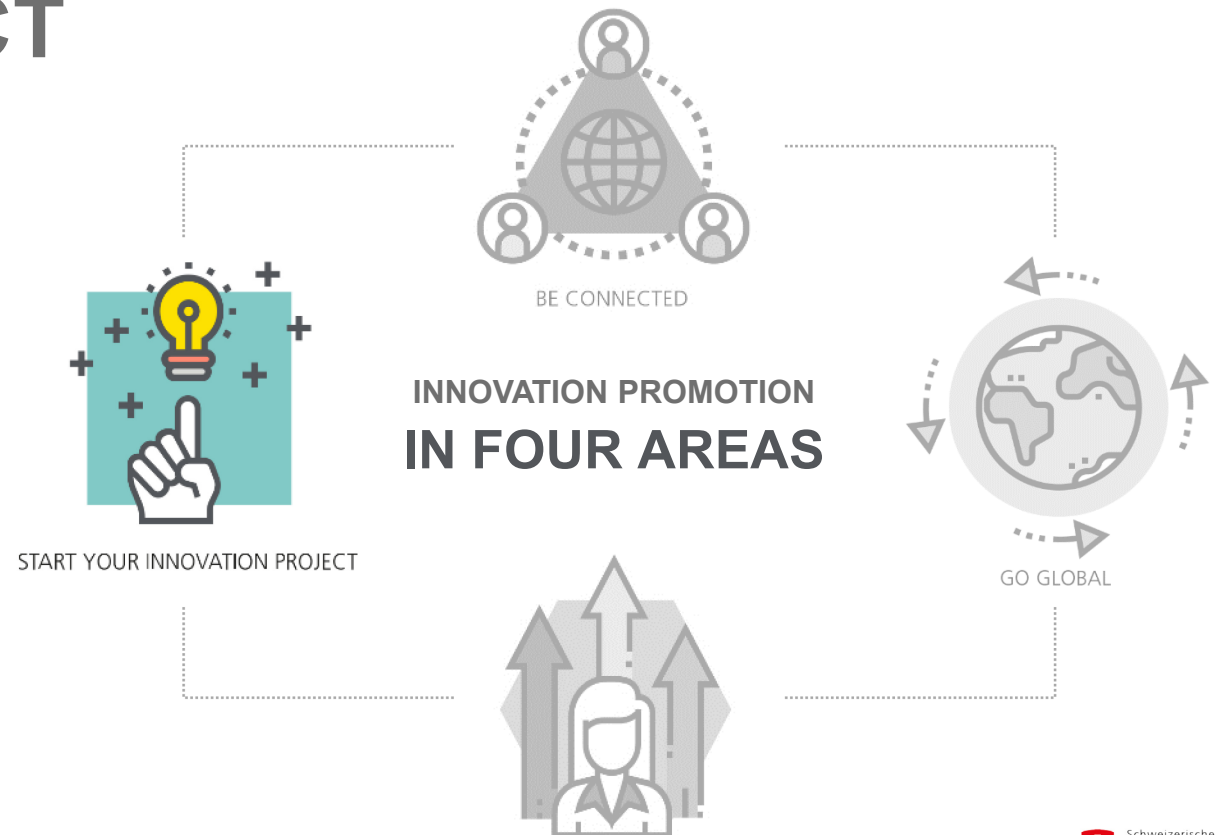 CT
BE CONNECTED
INNOVATION PROMOTION
IN FOUR AREAS
START YOUR INNOVATION PROJECT
GO GLOBAL
Schweizerische